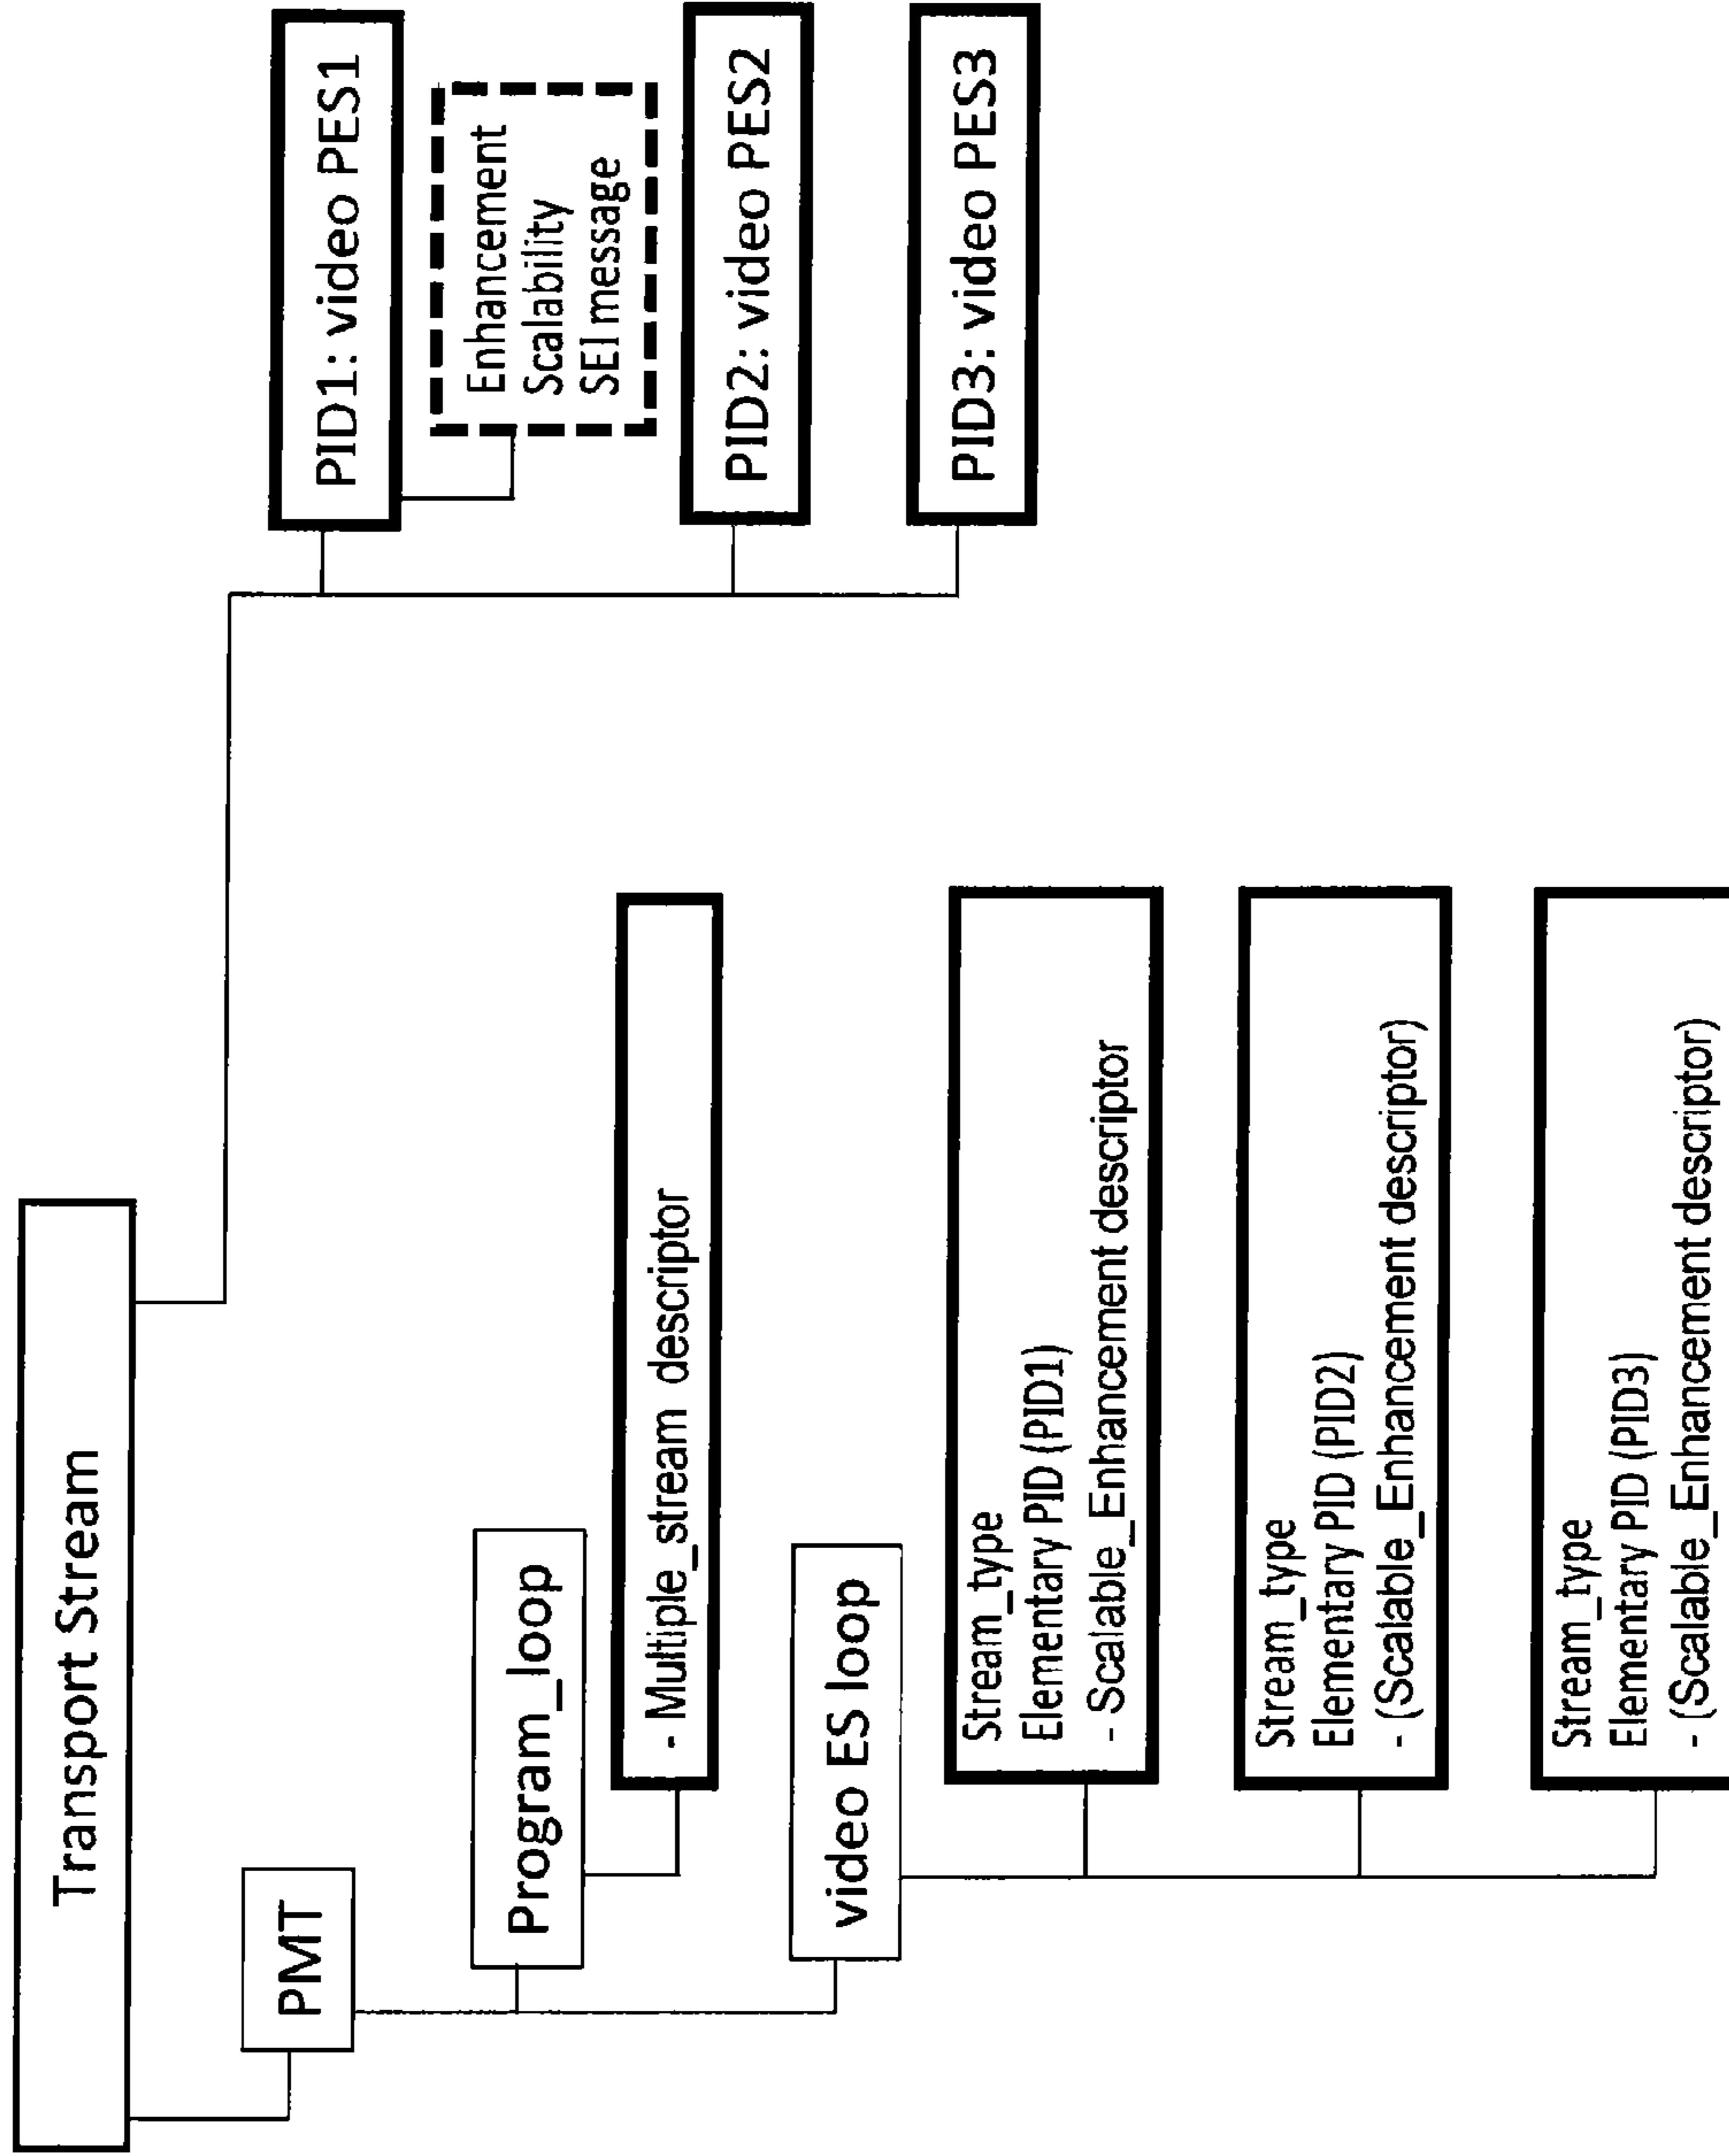 Transport Stream
PMT
Program_loop
- Multiple_stream descriptor
video ES loop
Stream_type
Elementary PID (PID1)
- Scalable_Enhancement descriptor
Stream_type
Elementary PID (PID2)
- (Scalable_Enhancement descriptor)
Stream_type
Elementary PID (PID3)
- (Scalable_Enhancement descriptor)
PID1: video PES1
Enhancement
Scalability
SEI message
PID2: video PES2
PID3: video PES3